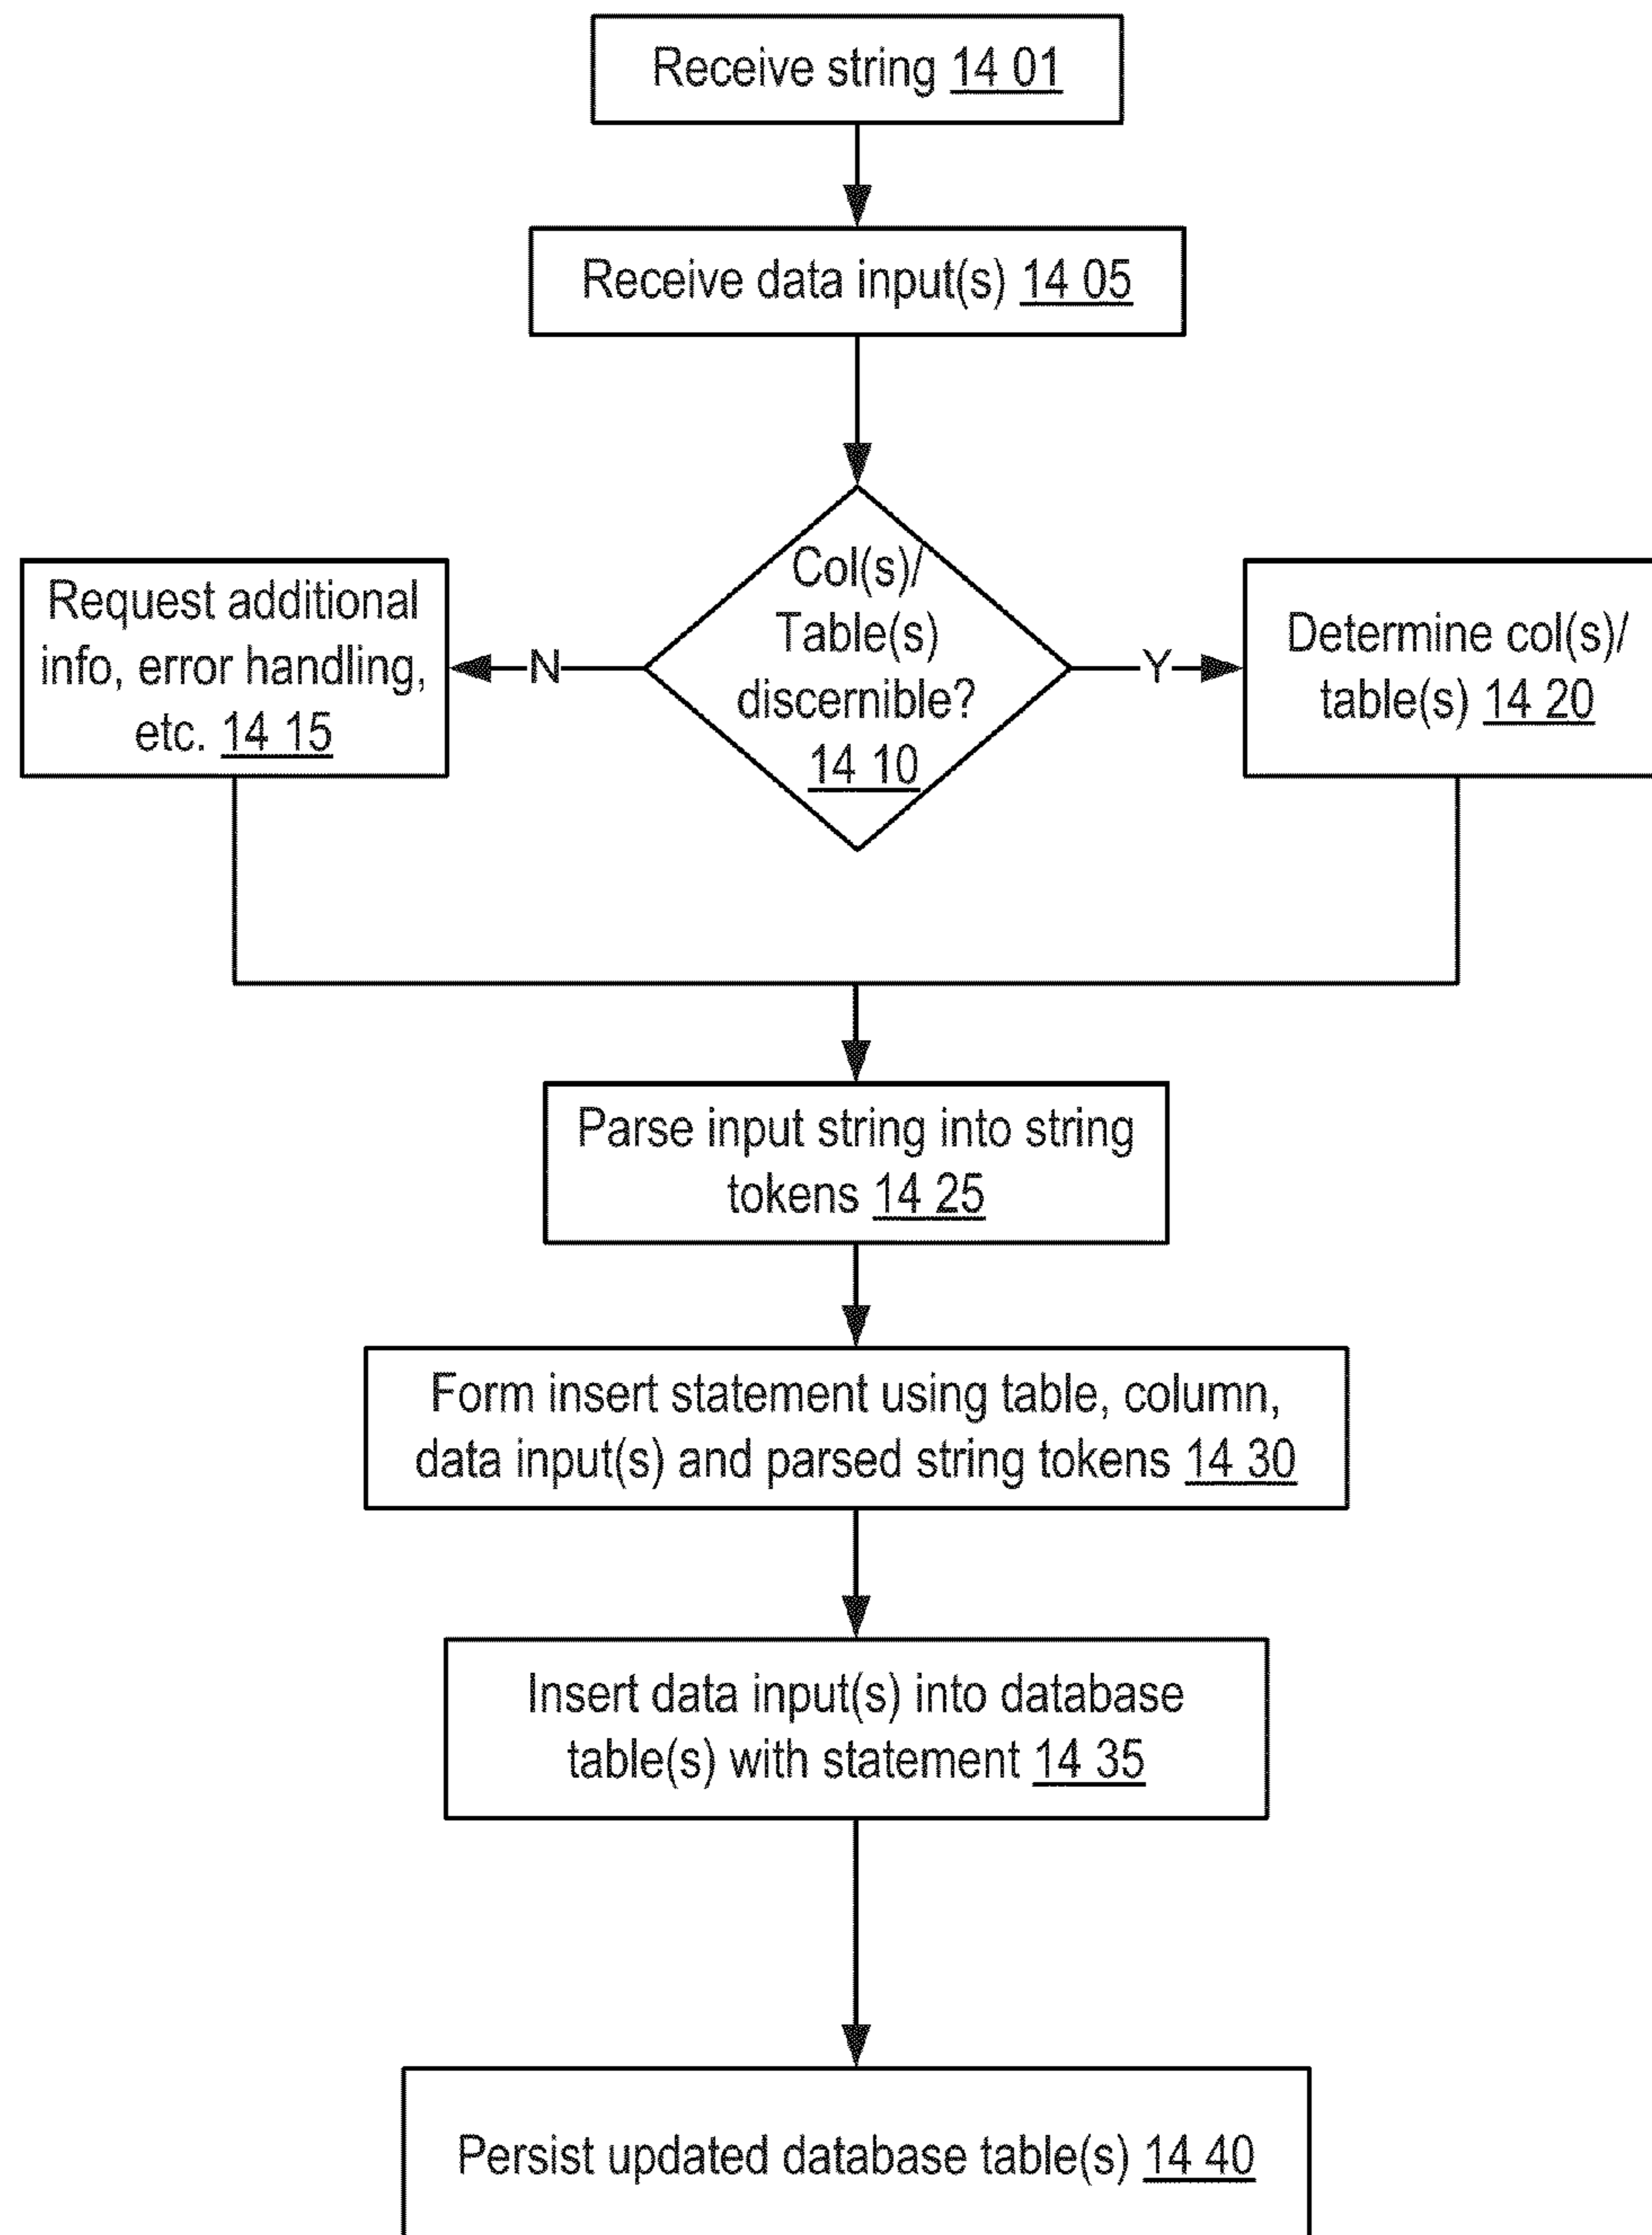 Receive string 14 01
Receive data input(s) 14 05
Col(s)/
Table(s)
discernible?
14 10
N
Y
Request additional
info, error handling,
etc. 14 15
Determine col(s)/
table(s) 14 20
Parse input string into string
tokens 14 25
Form insert statement using table, column,
data input(s) and parsed string tokens 14 30
Insert data input(s) into database
table(s) with statement 14 35
Persist updated database table(s) 14 40